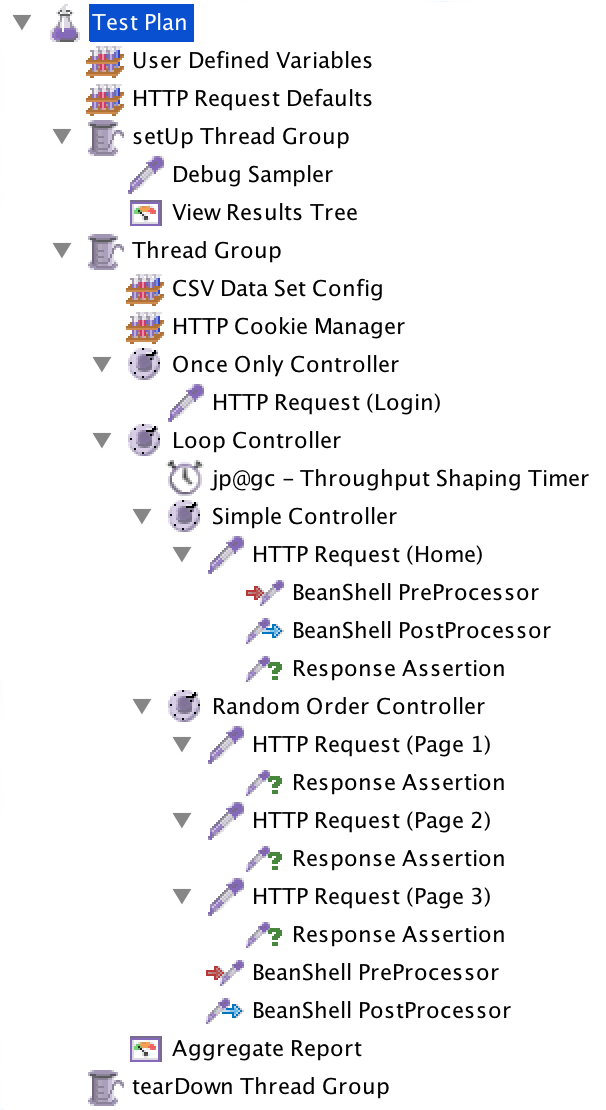 Test Plan
User Defined Variables
HTTP Request Defaults
setUp Thread Group
Debug Sampler
View Results Tree
Thread Group
CSV Data Set Config
HTTP Cookie Manager
Once Only Controller
HTTP Request (Login)
Loop Controller
jp@gc - Throughput Shaping Timer
Simple Controller
HTTP Request (Home)
BeanShell PreProcessor
BeanShell PostProcessor
Response Assertion
Random Order Controller
HTTP Request (Page 1)
Response Assertion
HTTP Request (Page 2)
Response Assertion
HTTP Request (Page 3)
Response Assertion
BeanShell PreProcessor
BeanShell PostProcessor
Aggregate Report
tearDown Thread Group